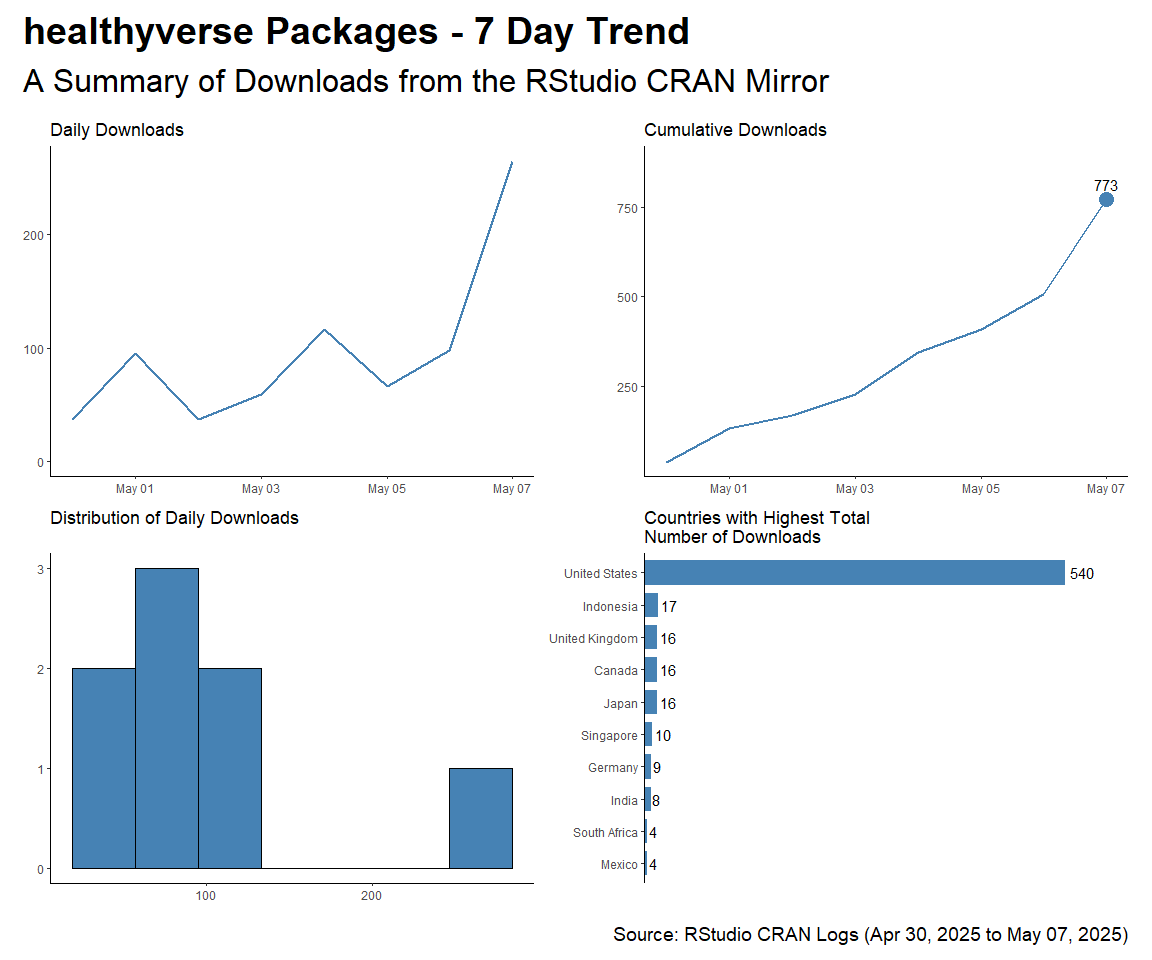 healthyverse Packages - 7 Day Trend
A Summary of Downloads from the RStudio CRAN Mirror
Daily Downloads
200
100
0
May 01
May 03
May 05
May 07
Cumulative Downloads
773
750
500
250
May 01
May 03
May 05
May 07
Distribution of Daily Downloads
3
2
1
0
100
200
Countries with Highest Total
Number of Downloads
United States 540
Indonesia 17
United Kingdom 16
Canada 16
Japan 16
Singapore 10
Germany 9
India 8
South Africa 4
Mexico 4
Source: RStudio CRAN Logs (Apr 30, 2025 to May 07, 2025)